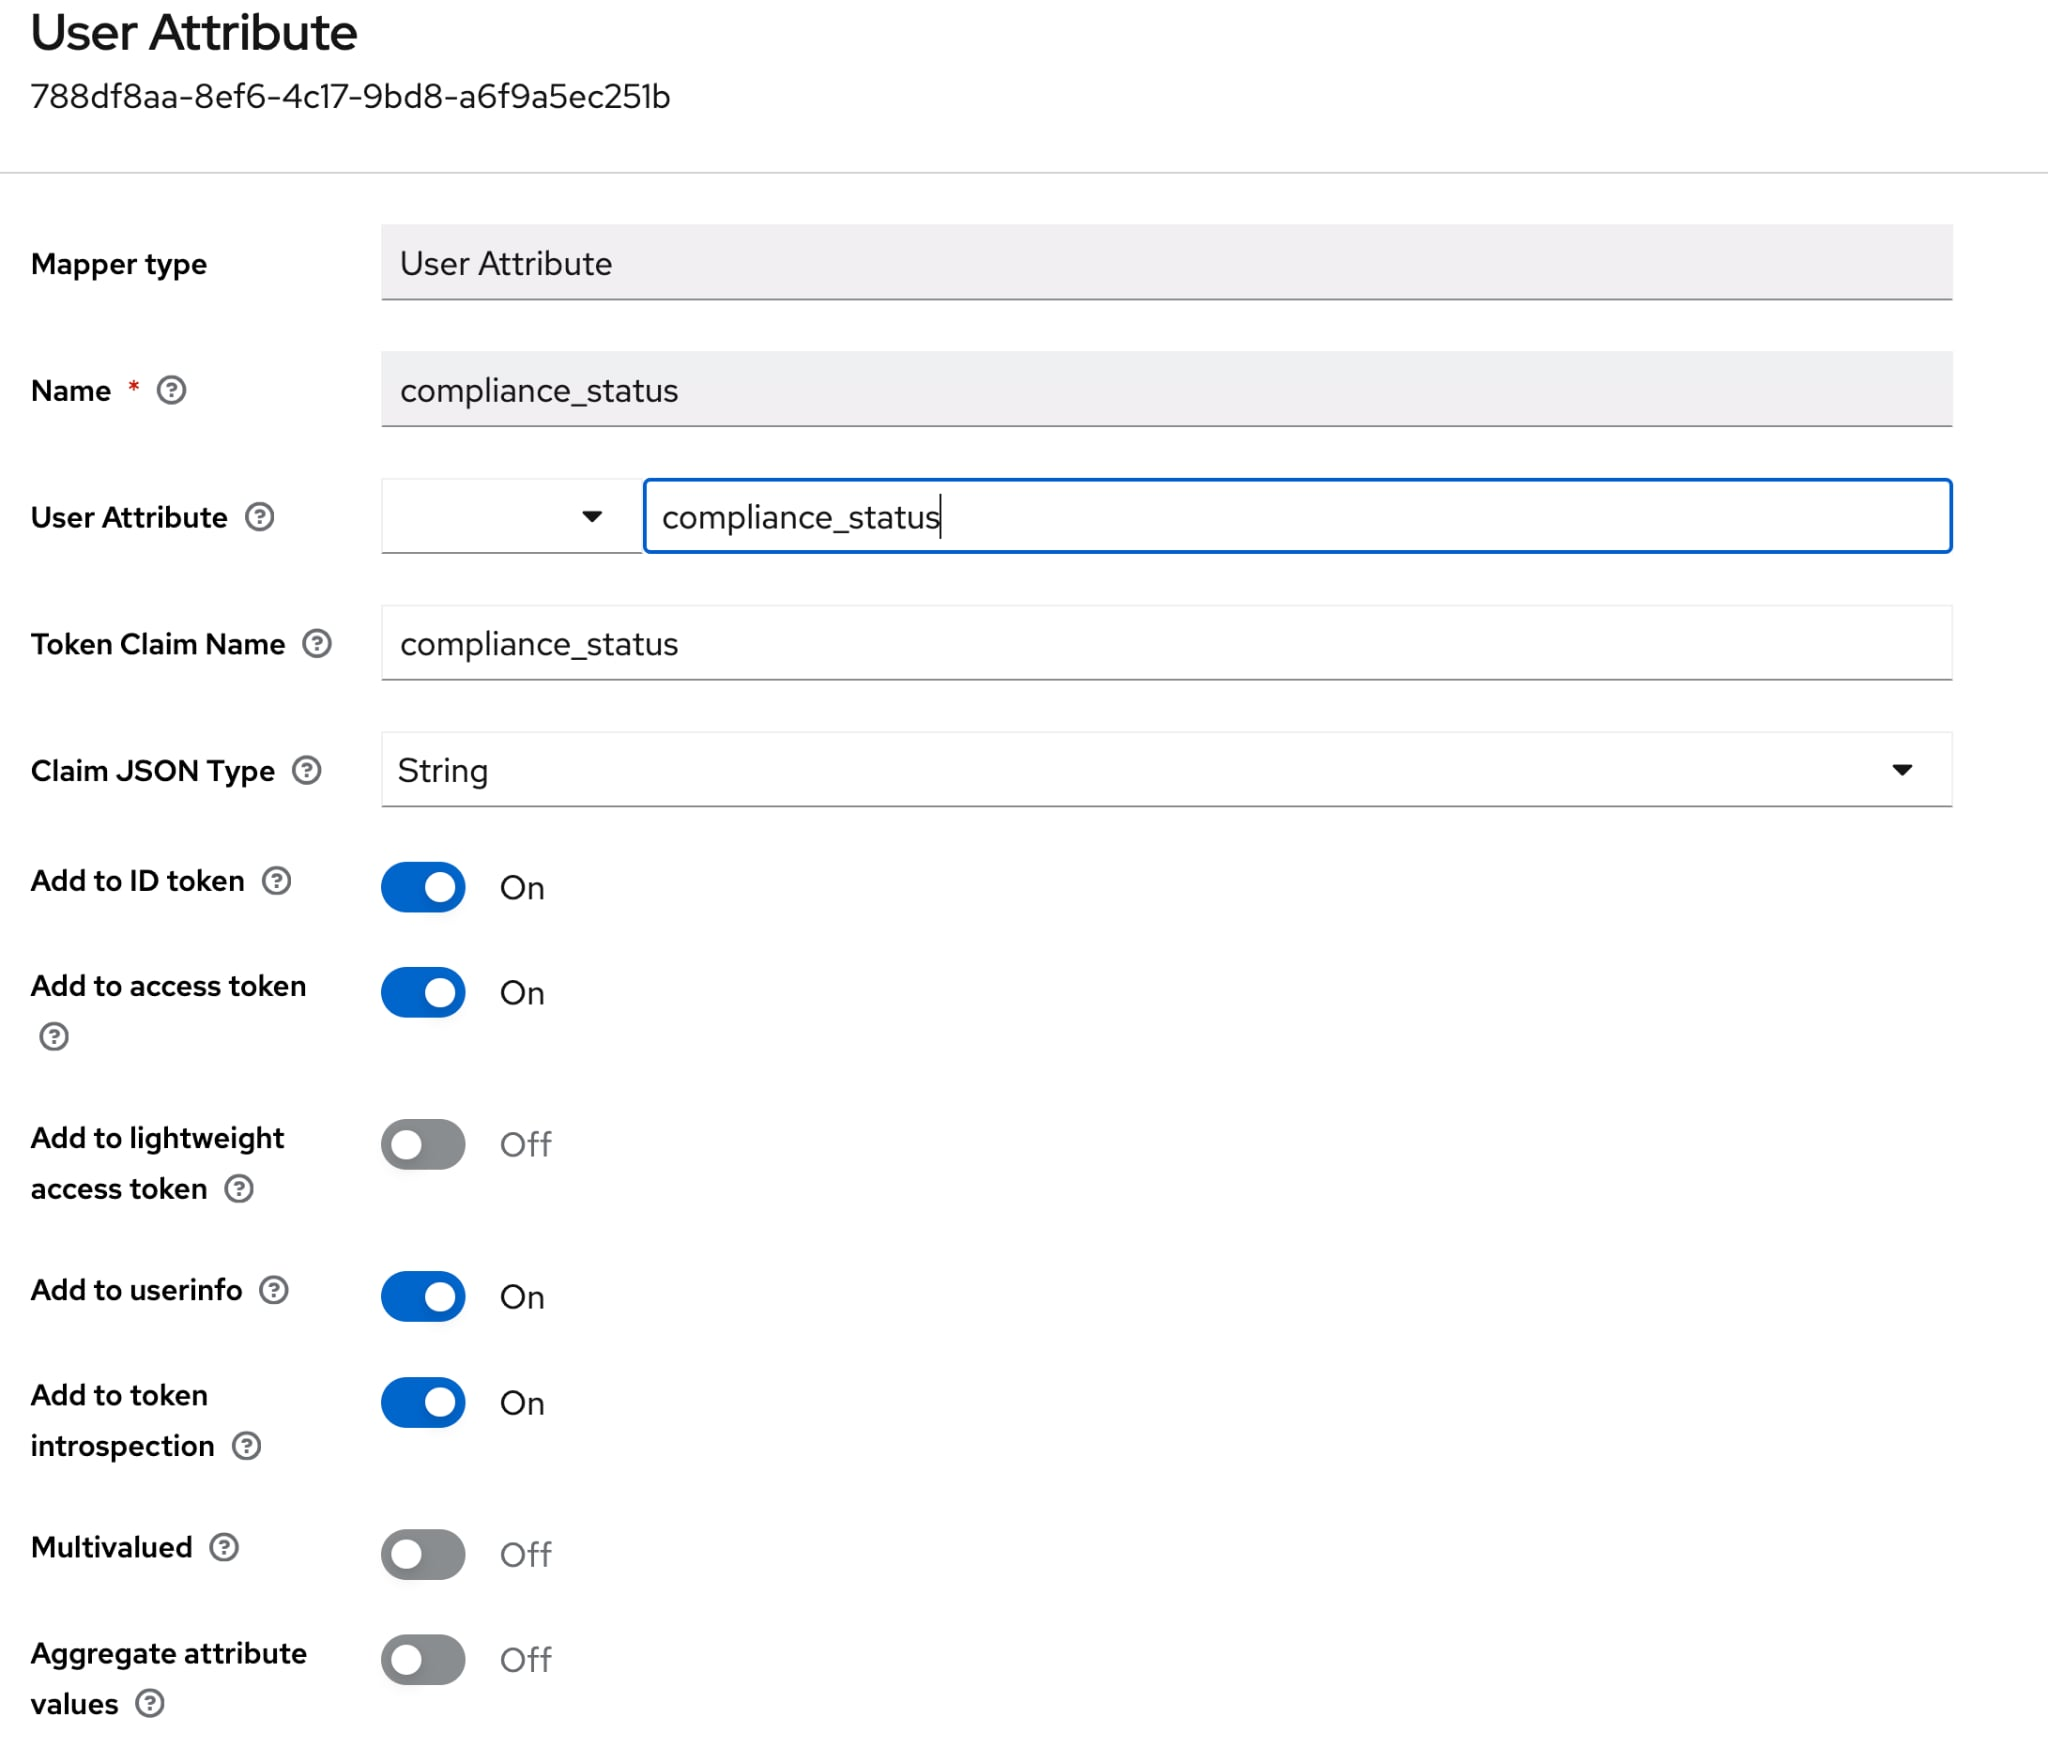 User Attribute
788df8aa-8ef6-4c17-9bd8-a6f9a5ec251b
Mapper type
User Attribute
Name *
compliance_status
User Attribute
compliance_status
Token Claim Name
compliance_status
Claim JSON Type
String
Add to ID token
On
Add to access token
On
Add to lightweight
access token
Off
Add to userinfo
On
Add to token
introspection
On
Multivalued
Off
Aggregate attribute
values
Off